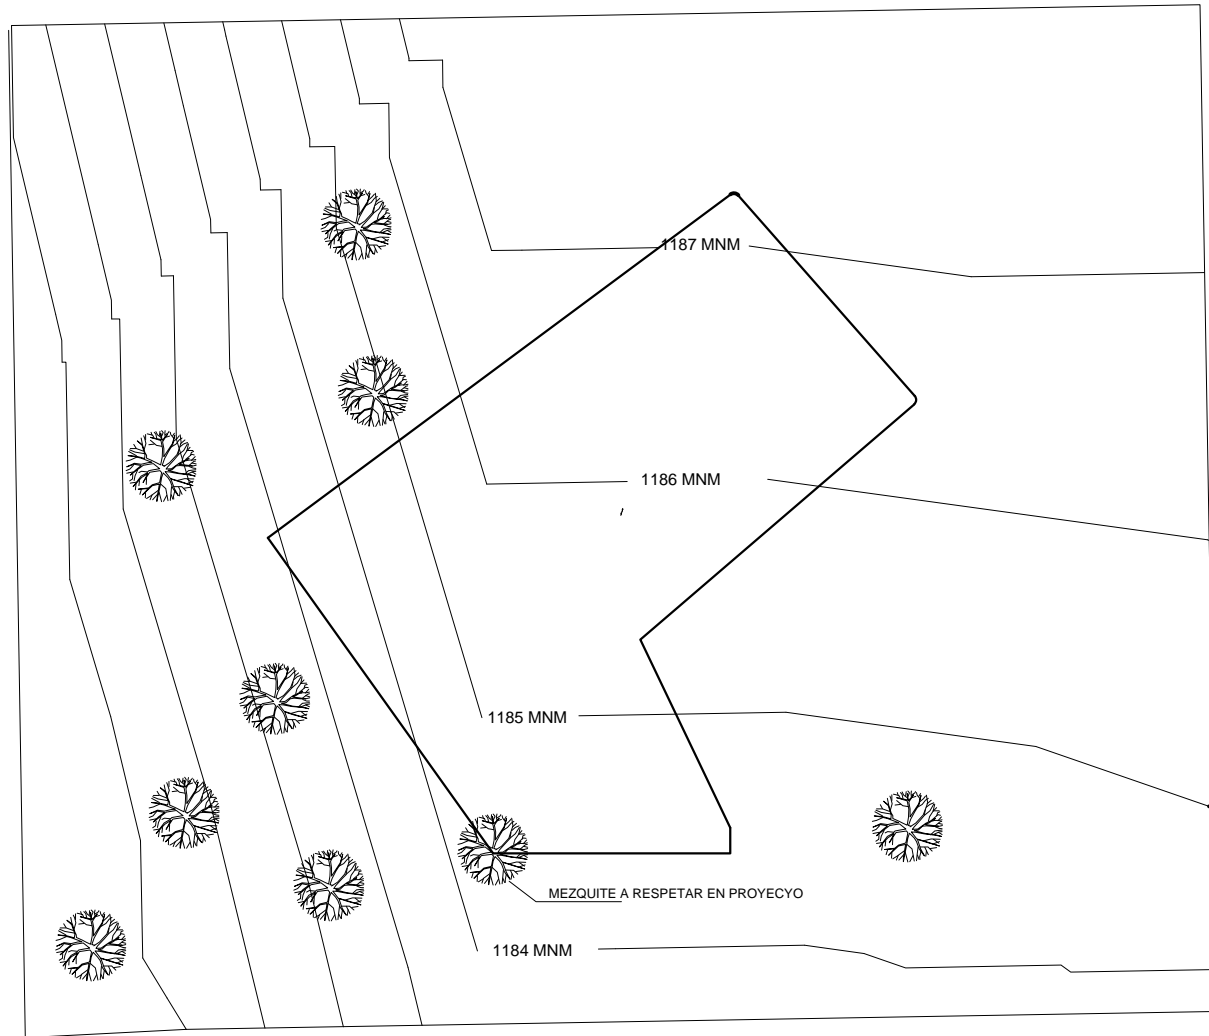 1187 MNM
1186 MNM
1185 MNM
MEZQUITE A RESPETAR EN PROYECYO
1184 MNM